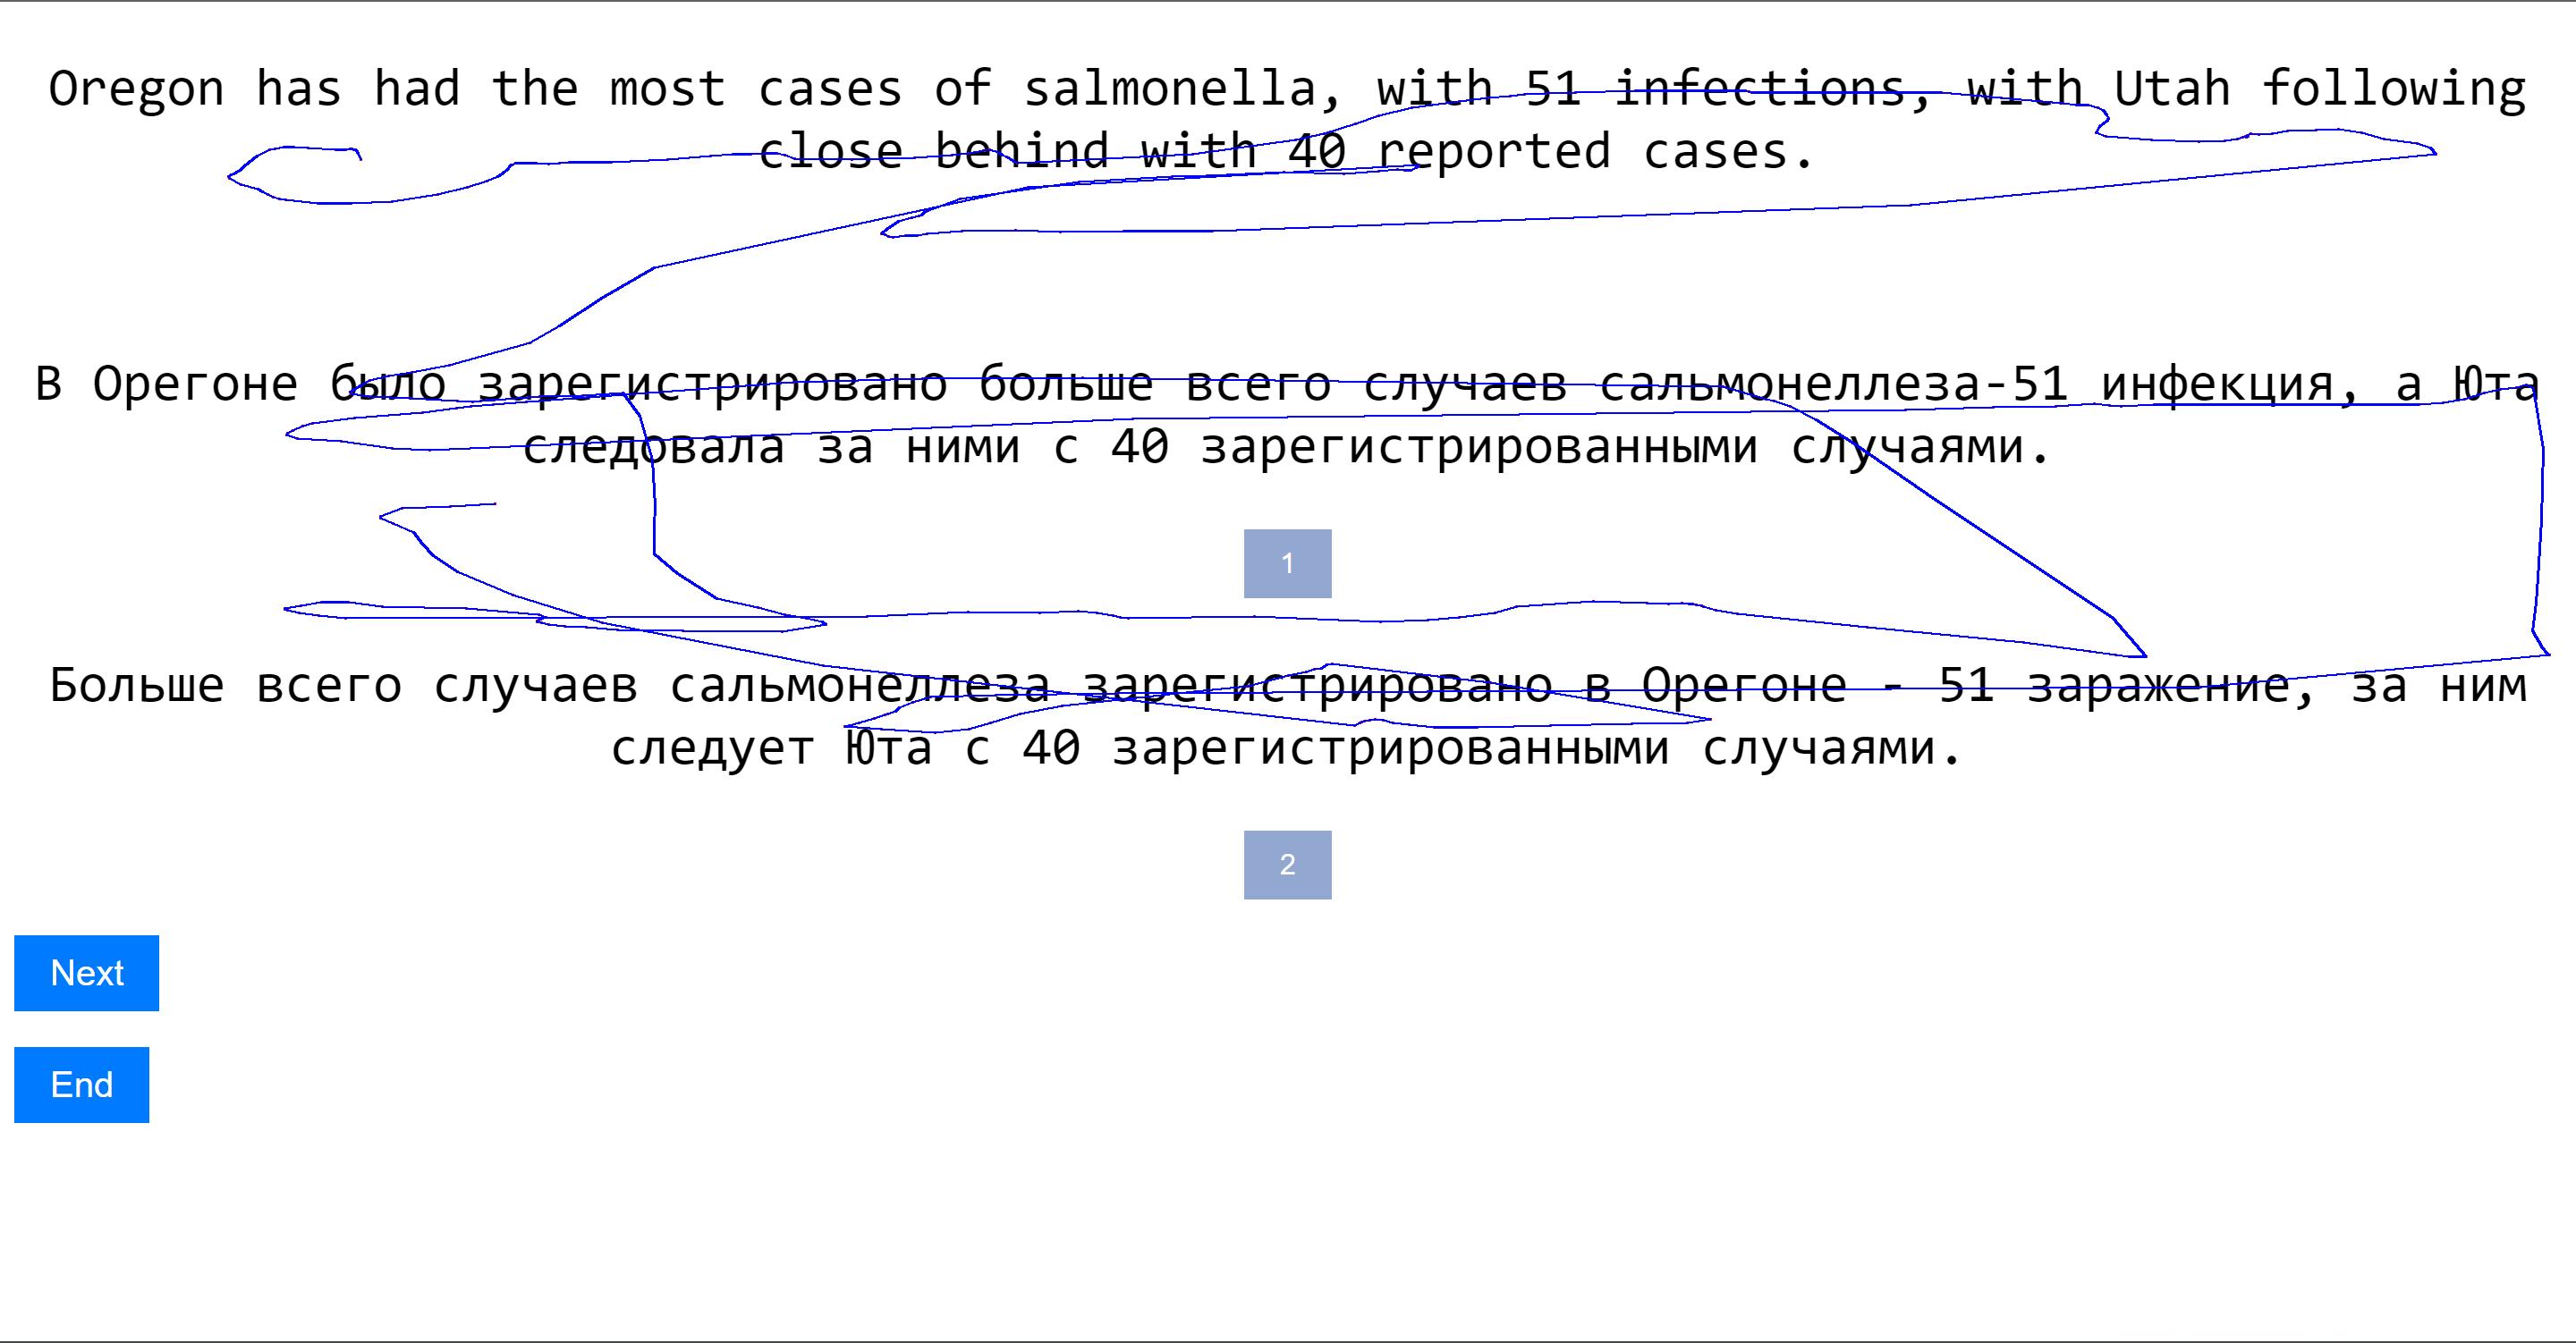 Oregon has had the most cases of salmonella, with 51 infections, with Utah following
close behind with 40 reported cases.
В Орегоне было зарегистрировано больше всего случаев сальмонеллеза-51 инфекция, а Юта
следовала за ними с 40 зарегистрированными случаями.
1
Больше всего случаев сальмонеллеза зарегистрировано в Орегоне - 51 заражение, за ним
следует Юта с 40 зарегистрированными случаями.
2
Next
End